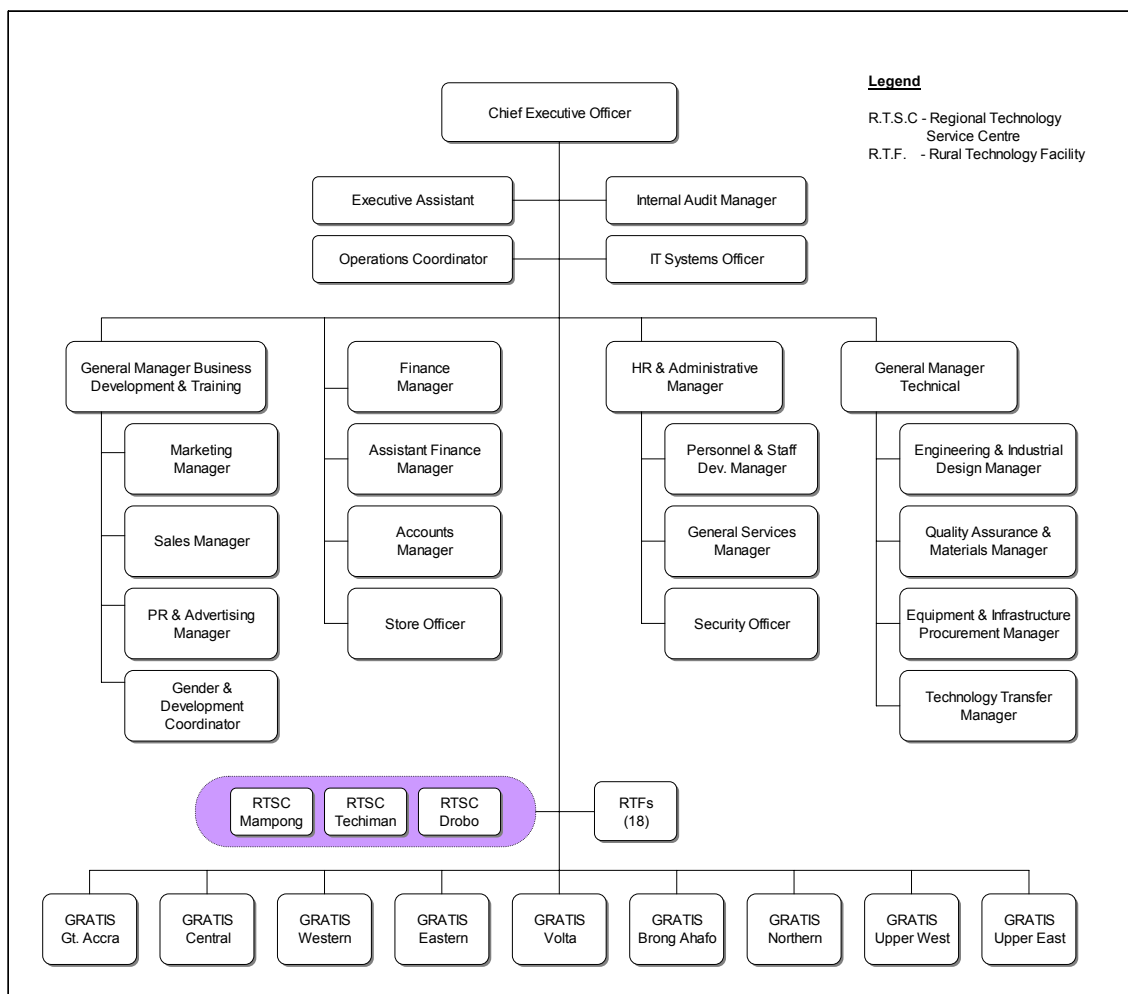 Chief Executive Officer
Legend
R.T.S.C - Regional Technology
Service Centre
R.T.F. - Rural Technology Facility
Executive Assistant
Internal Audit Manager
Operations Coordinator
IT Systems Officer
General Manager Business
Development & Training
Marketing
Manager
Sales Manager
PR & Advertising
Manager
Gender &
Development
Coordinator
Finance
Manager
Assistant Finance
Manager
Accounts
Manager
Store Officer
HR & Administrative
Manager
Personnel & Staff
Dev. Manager
General Services
Manager
Security Officer
General Manager
Technical
Engineering & Industrial
Design Manager
Quality Assurance &
Materials Manager
Equipment & Infrastructure
Procurement Manager
Technology Transfer
Manager
RTSC
Mampong
RTSC
Techiman
RTSC
Drobo
RTFs
(18)
GRATIS
Gt. Accra
GRATIS
Central
GRATIS
Western
GRATIS
Eastern
GRATIS
Volta
GRATIS
Brong Ahafo
GRATIS
Northern
GRATIS
Upper West
GRATIS
Upper East